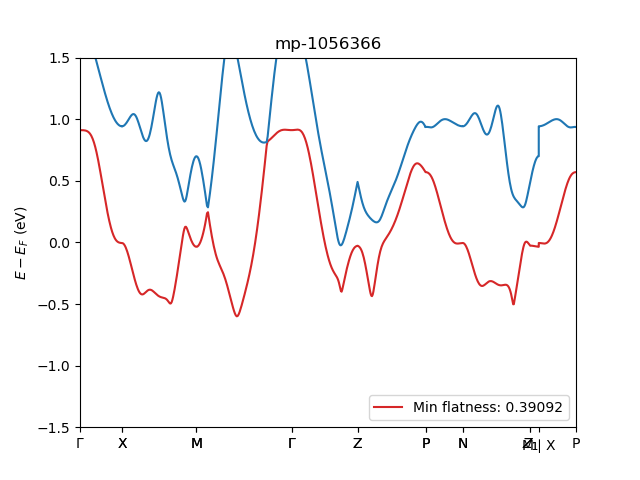 mp-1056366
1.5
1.0
0.5
0.0
−0.5
−1.0
−1.5
E − E_F (eV)
Min flatness: 0.39092
Γ X M Γ Z P N Z | X P